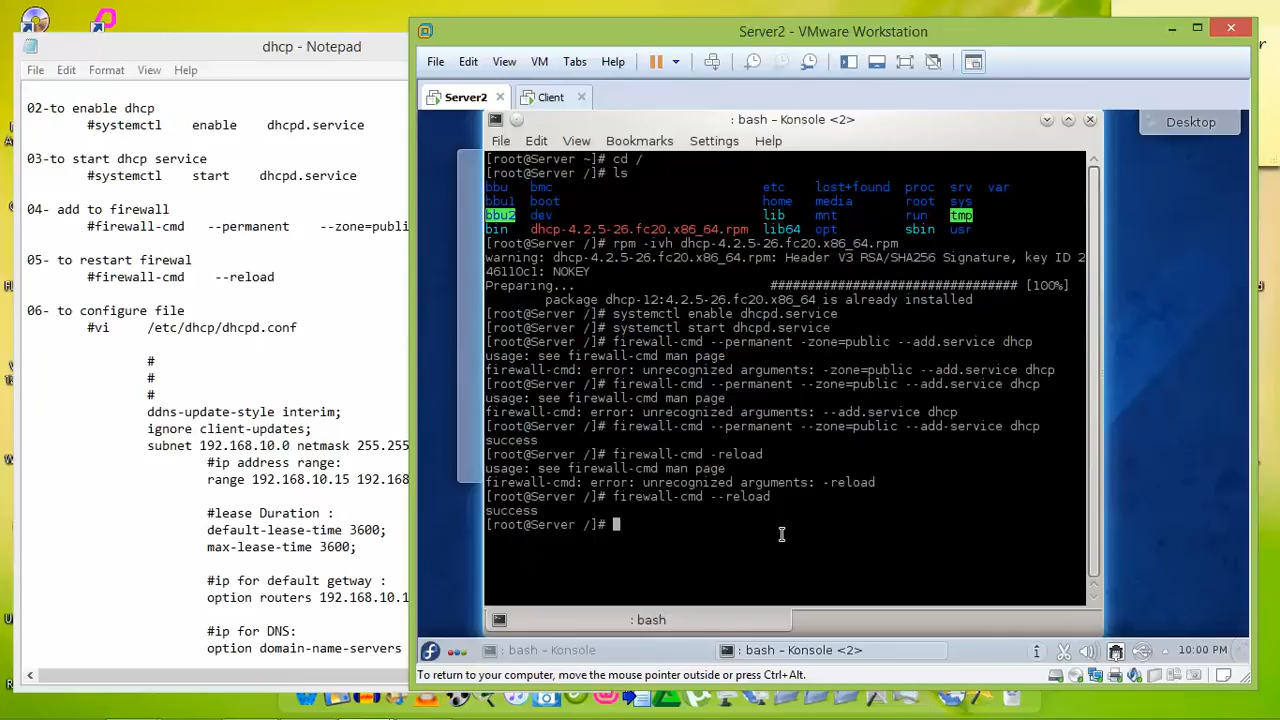 dhcp - Notepad
File Edit Format View Help
02-to enable dhcp
#systemctl enable dhcpd.service
03-to start dhcp service
#systemctl start dhcpd.service
04- add to firewall
#firewall-cmd --permanent --zone=publi
05- to restart firewal
#firewall-cmd --reload
06- to configure file
#vi /etc/dhcp/dhcpd.conf
#
#
#
ddns-update-style interim;
ignore client-updates;
subnet 192.168.10.0 netmask 255.255
#ip address range:
range 192.168.10.15 192.168.10.
#lease Duration :
default-lease-time 3600;
max-lease-time 3600;
#ip for default getway :
option routers 192.168.10.1
#ip for DNS:
option domain-name-servers
Server2 - VMware Workstation
File Edit View VM Tabs Help
Server2 Client
Desktop
: bash – Konsole <2>
File Edit View Bookmarks Settings Help
[root@Server ~]# cd /
[root@Server /]# ls
bbu bmc etc lost+found proc srv var
bbu1 boot home media root sys
bbu2 dev lib mnt run tmp
bin dhcp-4.2.5-26.fc20.x86_64.rpm lib64 opt sbin usr
[root@Server /]# rpm -ivh dhcp-4.2.5-26.fc20.x86_64.rpm
warning: dhcp-4.2.5-26.fc20.x86_64.rpm: Header V3 RSA/SHA256 Signature, key ID 2
46110c1: NOKEY
Preparing... ################################# [100%]
package dhcp-12:4.2.5-26.fc20.x86_64 is already installed
[root@Server /]# systemctl enable dhcpd.service
[root@Server /]# systemctl start dhcpd.service
[root@Server /]# firewall-cmd --permanent -zone=public --add.service dhcp
usage: see firewall-cmd man page
firewall-cmd: error: unrecognized arguments: -zone=public --add.service dhcp
[root@Server /]# firewall-cmd --permanent --zone=public --add.service dhcp
usage: see firewall-cmd man page
firewall-cmd: error: unrecognized arguments: --add.service dhcp
[root@Server /]# firewall-cmd --permanent --zone=public --add-service dhcp
success
[root@Server /]# firewall-cmd -reload
usage: see firewall-cmd man page
firewall-cmd: error: unrecognized arguments: -reload
[root@Server /]# firewall-cmd --reload
success
[root@Server /]#
: bash
: bash – Konsole : bash – Konsole <2> 10:00 PM
To return to your computer, move the mouse pointer outside or press Ctrl+Alt.